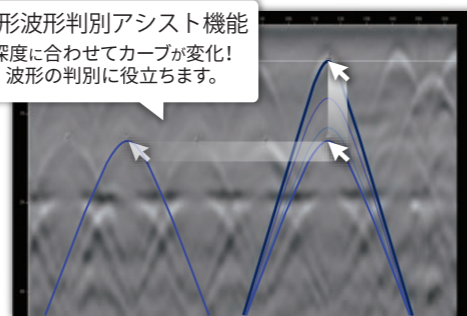 形波形判別アシスト機能
深度に合わせてカーブが変化！
波形の判別に役立ちます。